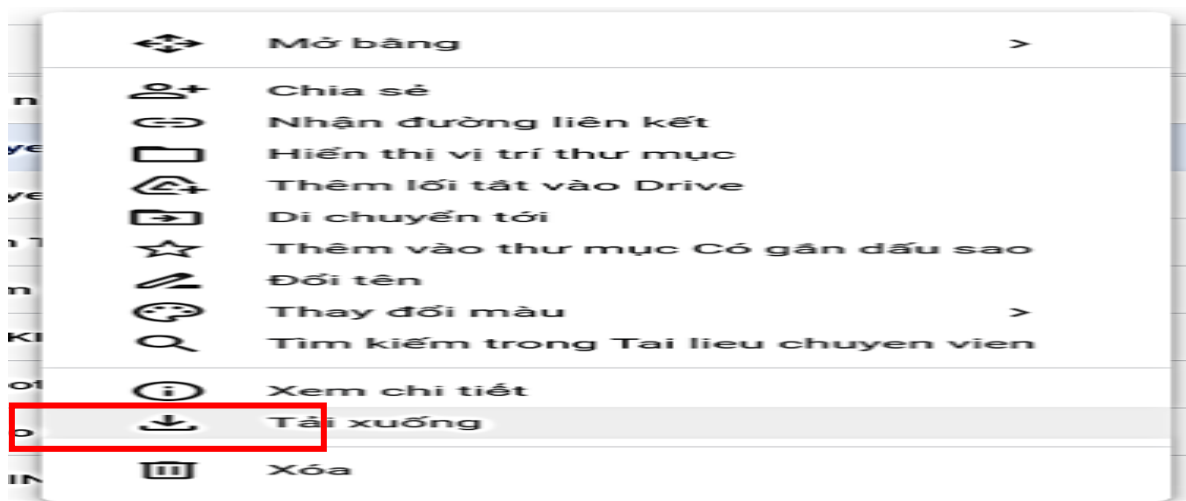 Mở bằng
Chia sẻ
Nhận đường liên kết
Hiển thị vị trí thư mục
Thêm lối tắt vào Drive
Di chuyển tới
Thêm vào thư mục Có gắn dấu sao
Đổi tên
Thay đổi màu
Tìm kiếm trong Tai lieu chuyen vien
Xem chi tiết
Tải xuống
Xóa